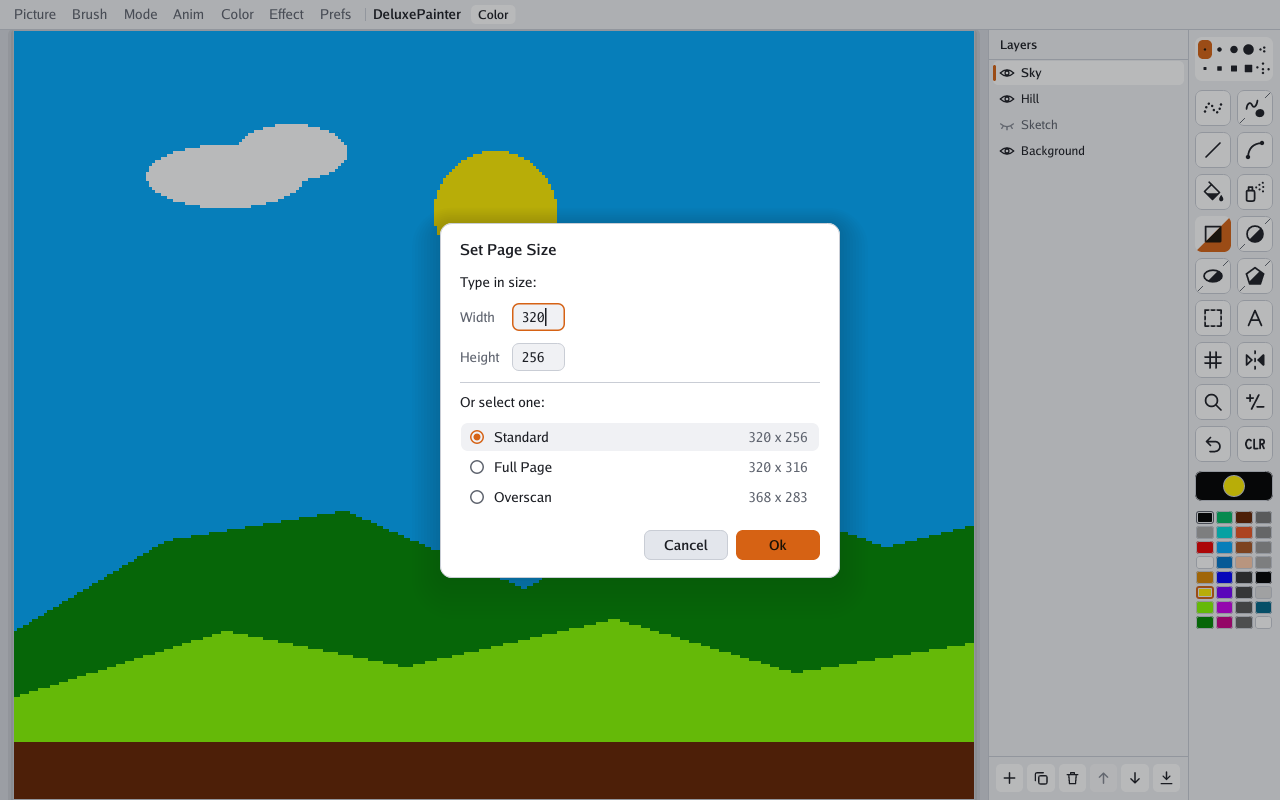 Picture Brush Mode Anim Color Effect Prefs DeluxePainter Color
Layers
Sky
Hill
Sketch
Background
Set Page Size
Type in size:
Width 320
Height 256
Or select one:
Standard 320 x 256
Full Page 320 x 316
Overscan 368 x 283
Cancel Ok
A
+/-
CLR